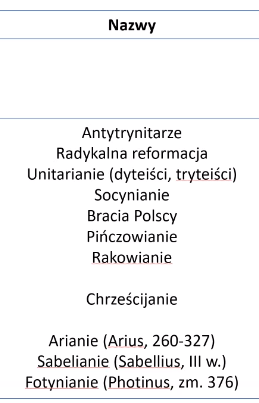 Nazwy
Antytrynitarze
Radykalna reformacja
Unitarianie (dyteiści, tryteiści)
Socynianie
Bracia Polscy
Pińczowianie
Rakowianie
Chrześcijanie
Arianie (Arius, 260-327)
Sabelianie (Sabellius, III w.)
Fotynianie (Photinus, zm. 376)